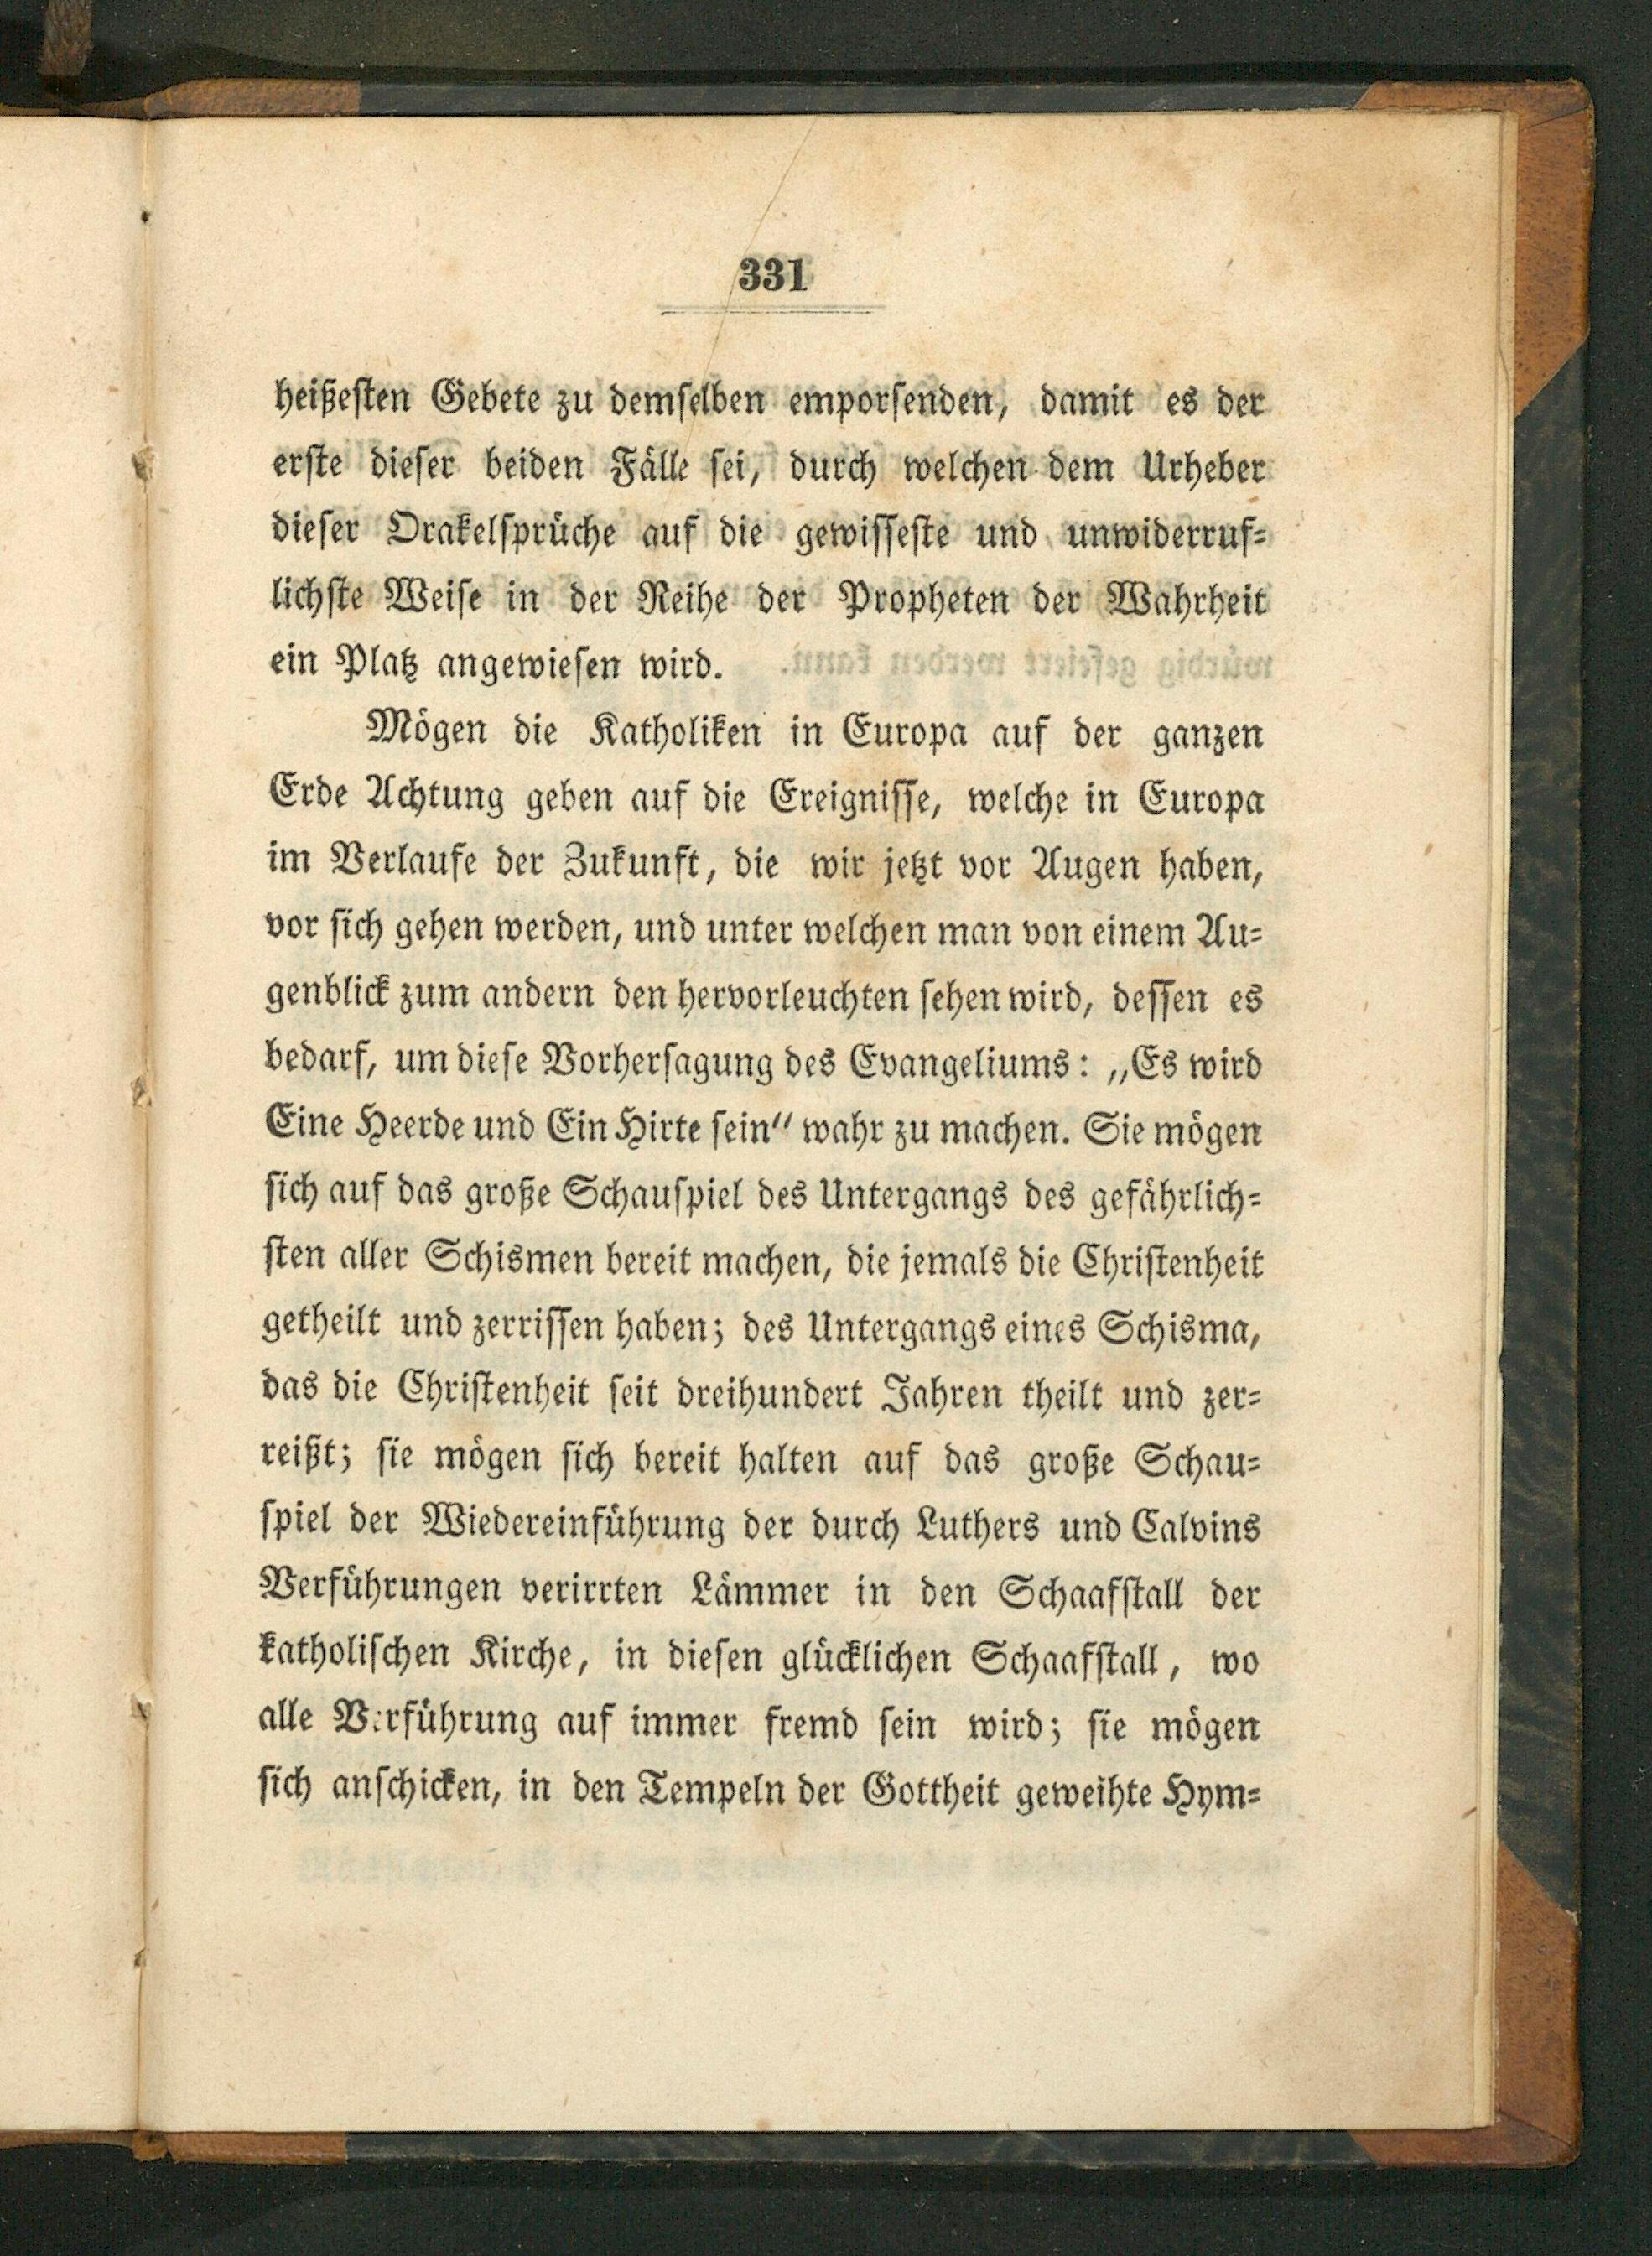 331
heißesten Gebete zu demselben emporsenden, damit es der
erste dieser beiden Fälle sei, durch welchen dem Urheber
dieser Orakelsprüche auf die gewisseste und unwiderruf-
lichste Weise in der Reihe der Propheten der Wahrheit
ein Platz angewiesen wird.
Mögen die Katholiken in Europa auf der ganzen
Erde Achtung geben auf die Ereignisse, welche in Europa
im Verlaufe der Zukunft, die wir jetzt vor Augen haben,
vor sich gehen werden, und unter welchen man von einem Au-
genblick zum andern den hervorleuchten sehen wird, dessen es
bedarf, um diese Vorhersagung des Evangeliums: „Es wird
Eine Heerde und Ein Hirte sein“ wahr zu machen. Sie mögen
sich auf das große Schauspiel des Untergangs des gefährlich-
sten aller Schismen bereit machen, die jemals die Christenheit
getheilt und zerrissen haben; des Untergangs eines Schisma,
das die Christenheit seit dreihundert Jahren theilt und zer-
reißt; sie mögen sich bereit halten auf das große Schau-
spiel der Wiedereinführung der durch Luthers und Calvins
Verführungen verirrten Lämmer in den Schaafstall der
katholischen Kirche, in diesen glücklichen Schaafstall, wo
alle Verführung auf immer fremd sein wird; sie mögen
sich anschicken, in den Tempeln der Gottheit geweihte Hym-